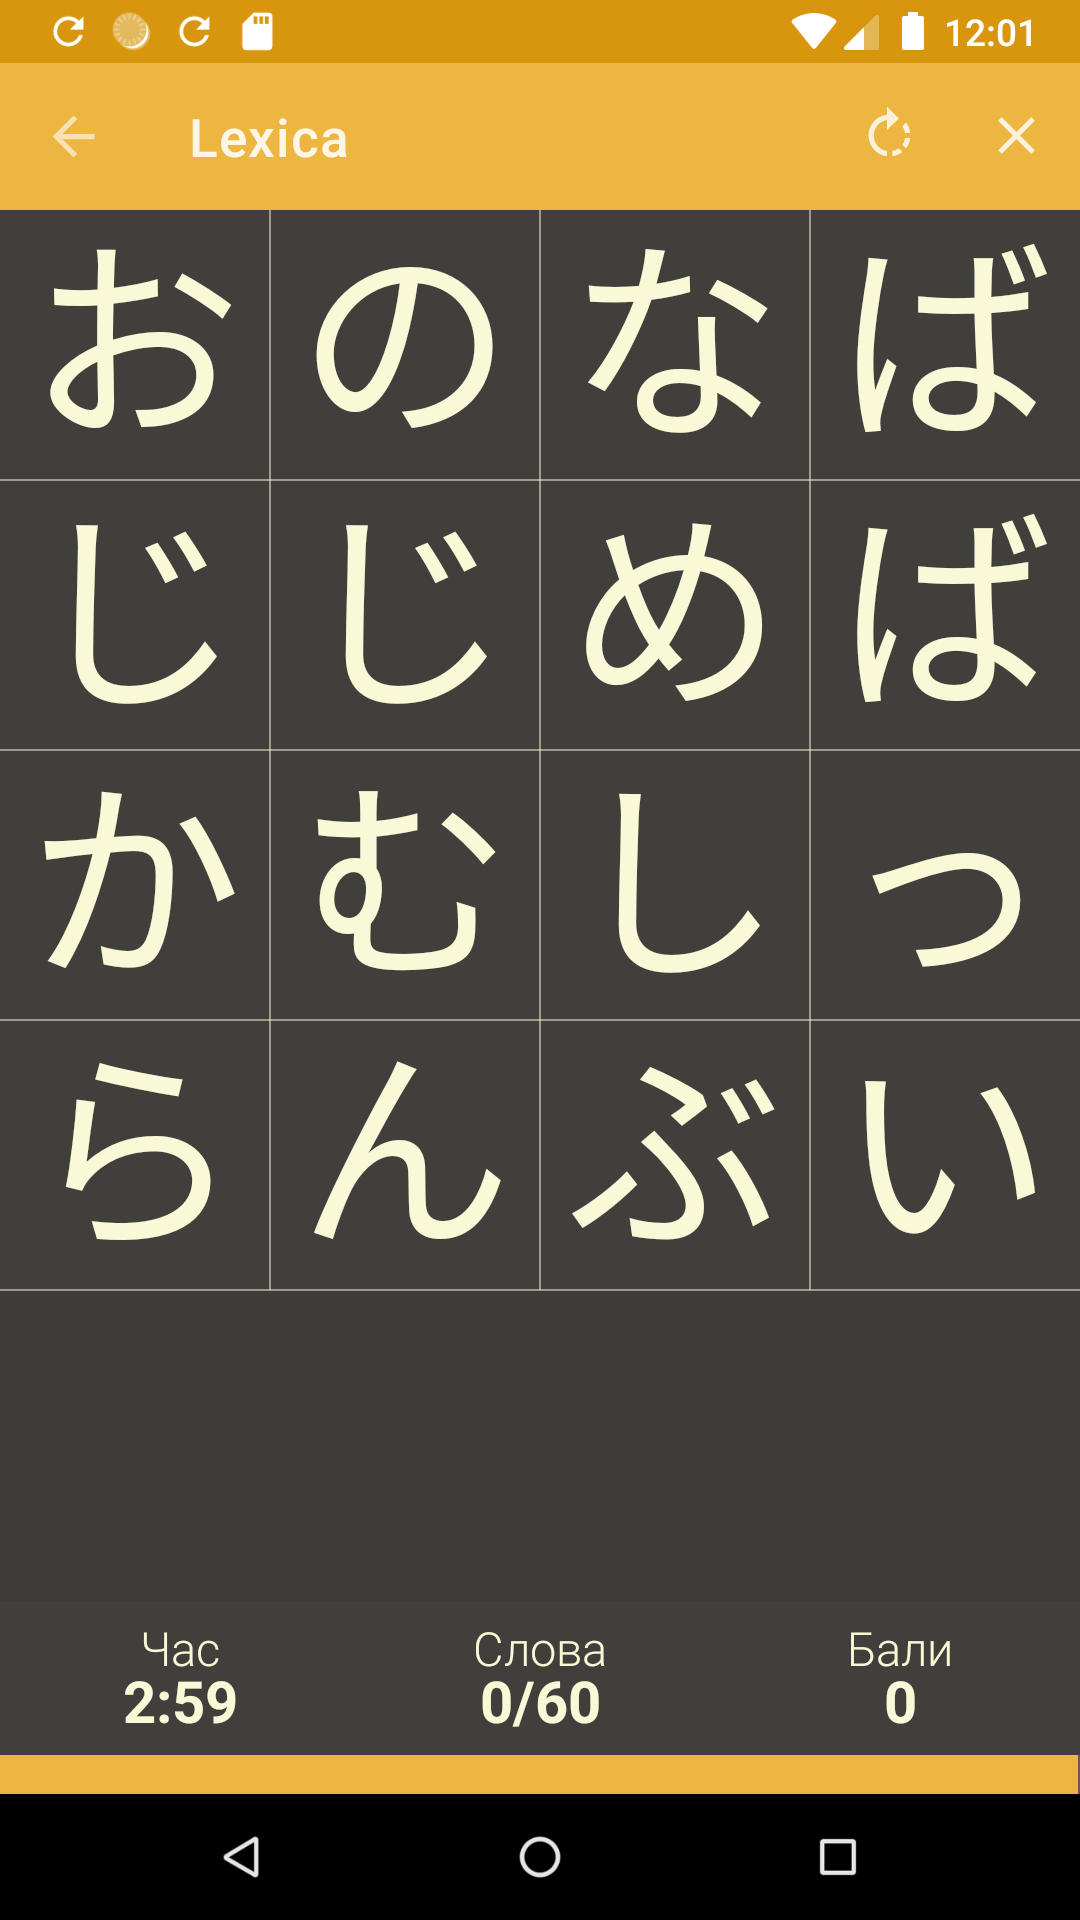 12:01
Lexica
お の な ば
じ じ め ば
か む し っ
ら ん ぶ い
Час Слова Бали
2:59 0/60 0